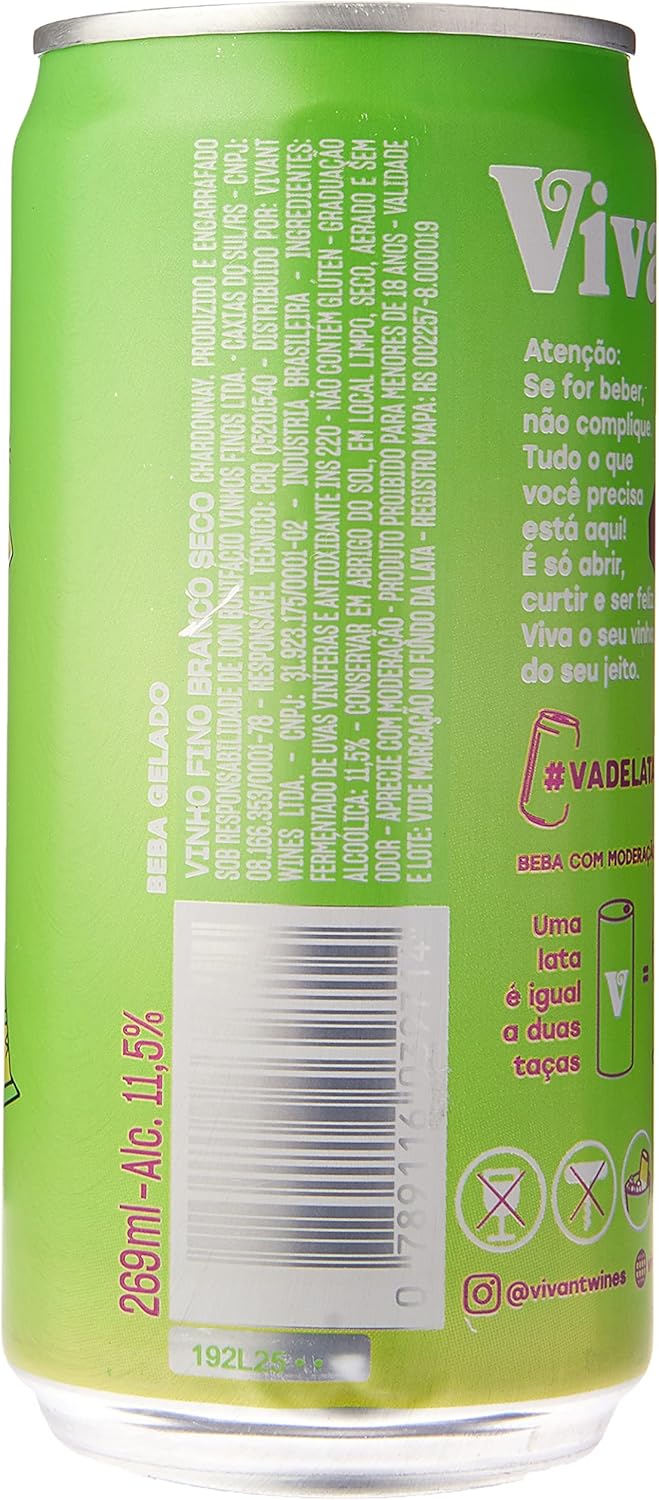 BEBA GELADO
VINHO FINO BRANCO SECO CHARDONNAY. PRODUZIDO E ENGARRAFADO
SOB RESPONSABILIDADE DE DON BONIFÁCIO VINHOS FINOS LTDA. - CAXIAS DO SUL/RS - CNPJ:
08.166.353/0001-78 - RESPONSÁVEL TÉCNICO: CRQ 05201540 - DISTRIBUÍDO POR: VIVANT
WINES LTDA. - CNPJ: 31.923.175/0001-02 - INDÚSTRIA BRASILEIRA - INGREDIENTES:
FERMENTADO DE UVAS VINÍFERAS E ANTIOXIDANTE INS 220 - NÃO CONTÉM GLÚTEN - GRADUAÇÃO
ALCOÓLICA: 11,5% - CONSERVAR EM ABRIGO DO SOL, EM LOCAL LIMPO, SECO, AERADO E SEM
ODOR - APRECIE COM MODERAÇÃO - PRODUTO PROIBIDO PARA MENORES DE 18 ANOS - VALIDADE
E LOTE: VIDE MARCAÇÃO NO FUNDO DA LATA - REGISTRO MAPA: RS 002257-8.000019
269ml - Alc. 11,5%
192L25
Viva
Atenção:
Se for beber,
não complique.
Tudo o que
você precisa
está aqui!
É só abrir,
curtir e ser feliz.
Viva o seu vinho
do seu jeito.
#VADELATA
BEBA COM MODERAÇÃ
Uma
lata
é igual
a duas
taças
V
=
@vivantwines